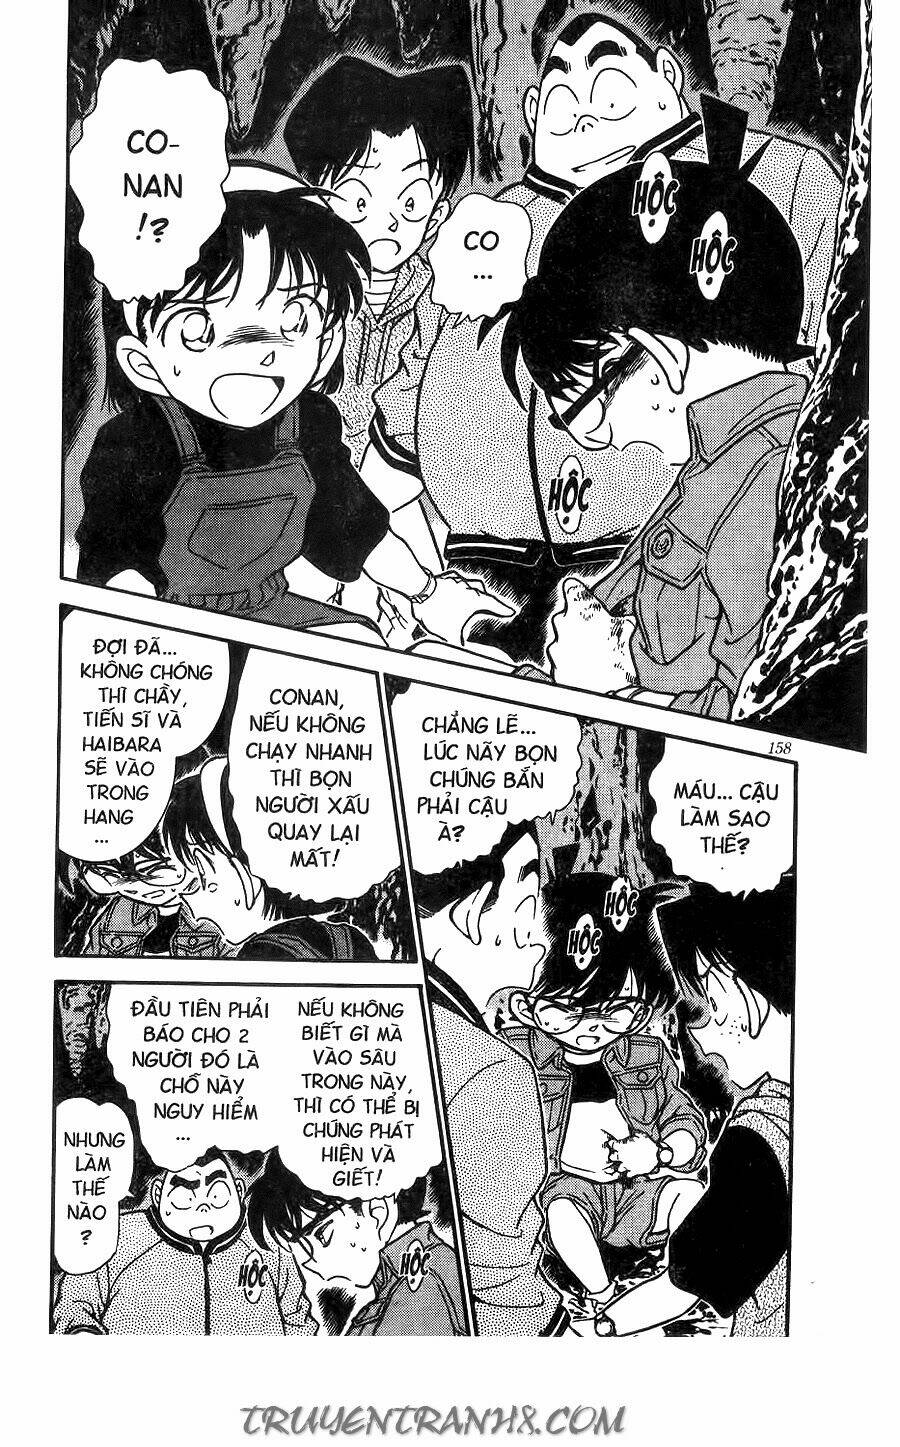 HỘC
HỘC
CO
...
CO-
NAN
!?
HỘC
158
MÁU... CẬU
LÀM SAO
THẾ?
CHẲNG LẼ...
LÚC NÃY BỌN
CHÚNG BẮN
PHẢI CẬU
À?
HỘC
HỘC
CONAN,
NẾU KHÔNG
CHẠY NHANH
THÌ BỌN
NGƯỜI XẤU
QUAY LẠI
MẤT!
ĐỢI ĐÃ...
KHÔNG CHÓNG
THÌ CHẦY,
TIẾN SĨ VÀ
HAIBARA
SẼ VÀO
TRONG
HANG
...
NẾU KHÔNG
BIẾT GÌ MÀ
VÀO SÂU
TRONG NÀY,
THÌ CÓ THỂ BỊ
CHÚNG PHÁT
HIỆN VÀ
GIẾT!
ĐẦU TIÊN PHẢI
BÁO CHO 2
NGƯỜI ĐÓ LÀ
CHỖ NÀY
NGUY HIỂM
...
HỘC
HỘC
NHƯNG
LÀM
THẾ
NÀO
?
TRUYENTRANH8.COM